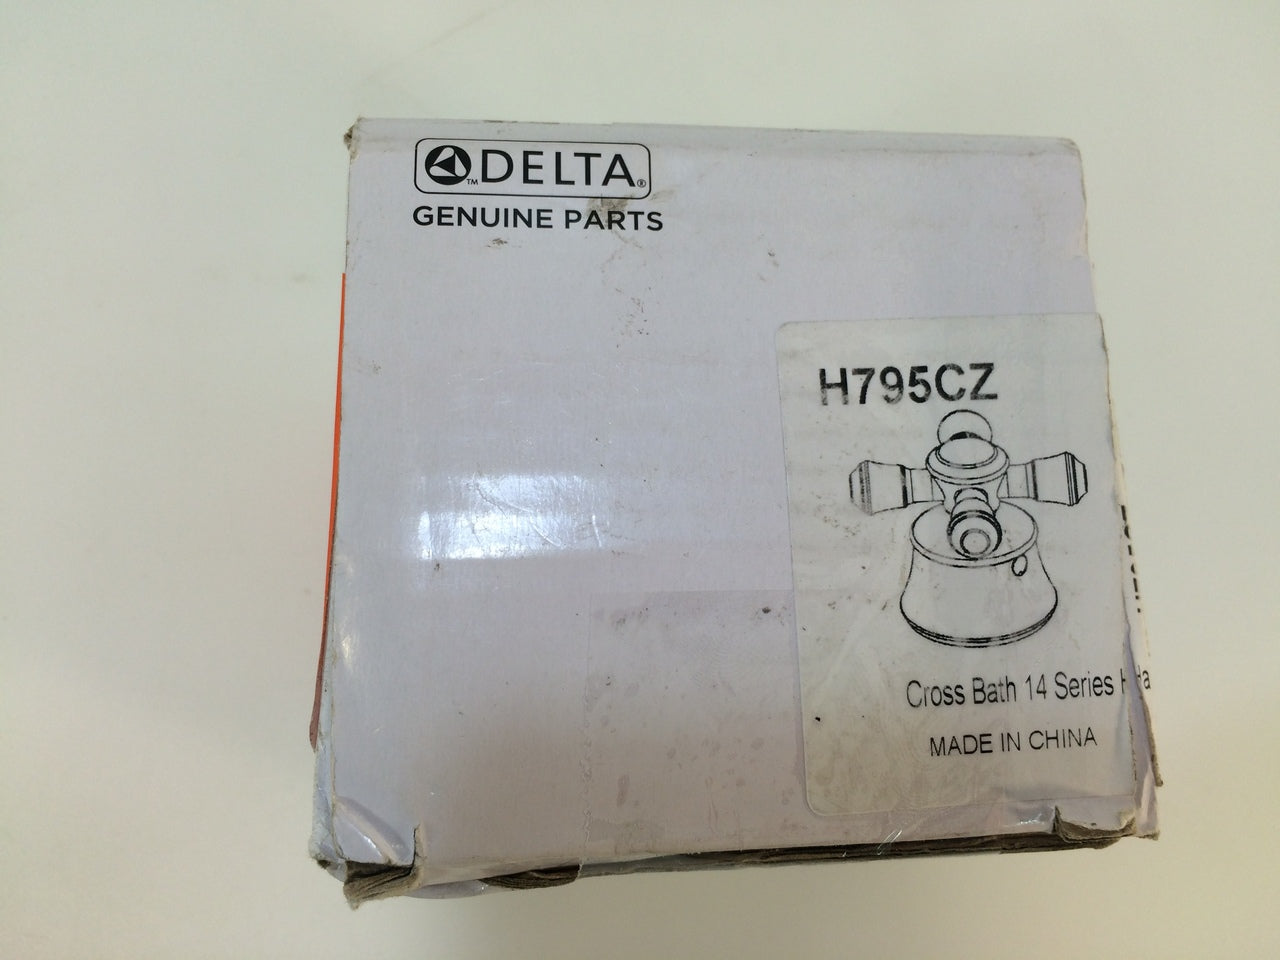 DELTA
GENUINE PARTS
H795CZ
Cross Bath 14 Series
MADE IN CHINA